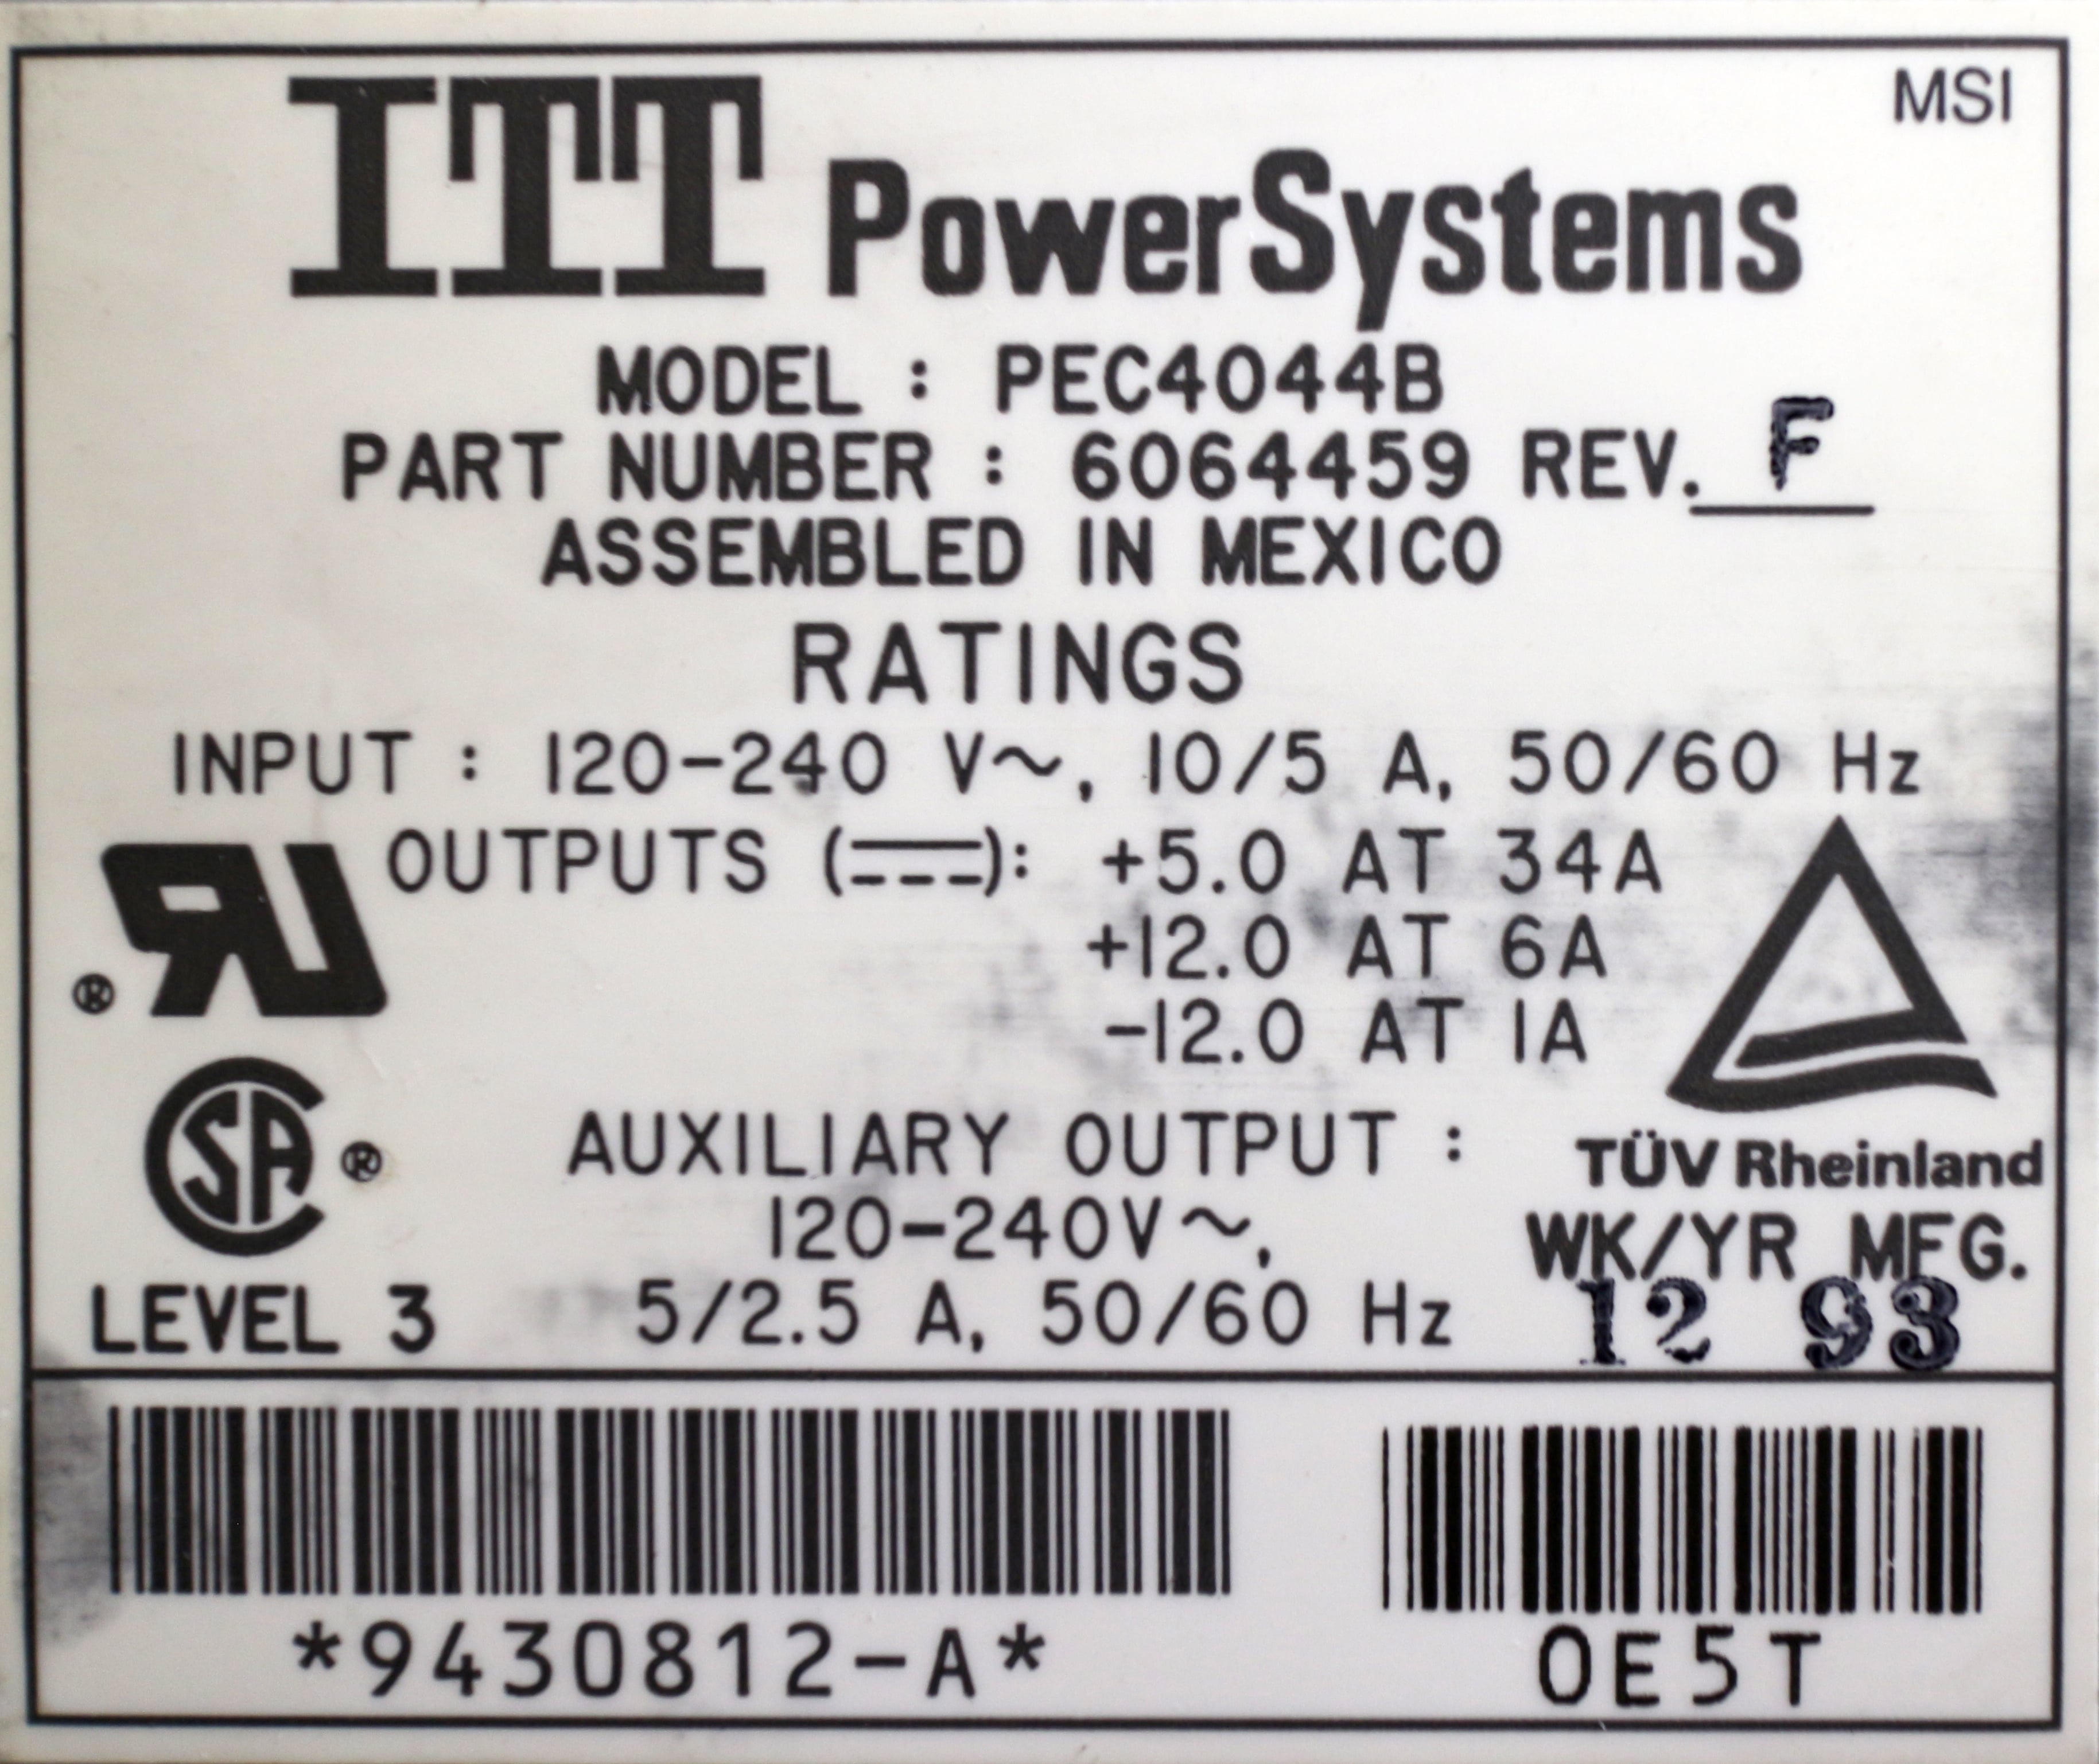 MSI
ITT PowerSystems
MODEL : PEC4044B
PART NUMBER : 6064459 REV. F
ASSEMBLED IN MEXICO
RATINGS
INPUT : 120-240 V~, 10/5 A, 50/60 Hz
OUTPUTS (⎓): +5.0 AT 34A
+12.0 AT 6A
-12.0 AT 1A
RU ®
CSA ®
LEVEL 3
AUXILIARY OUTPUT :
120-240V~,
5/2.5 A, 50/60 Hz
TÜV Rheinland
WK/YR MFG.
12 93
*9430812-A*
0E5T